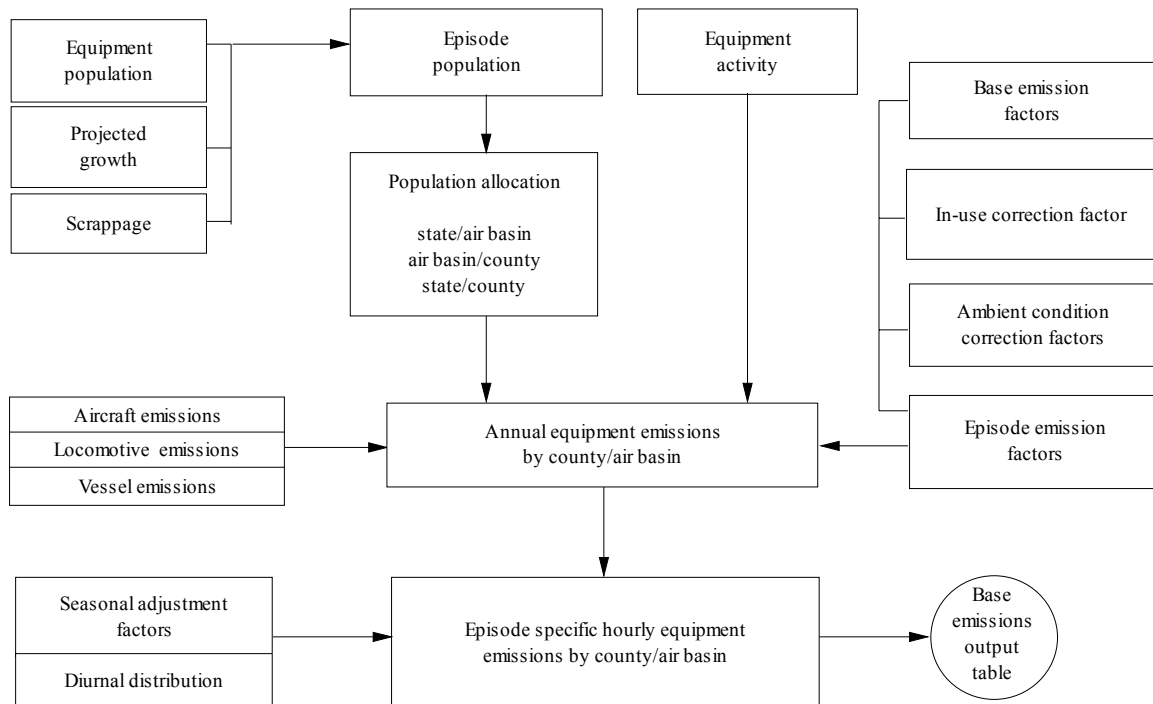 Equipment
population
Projected
growth
Scrappage
Episode
population
Population allocation
state/air basin
air basin/county
state/county
Equipment
activity
Base emission
factors
In-use correction factor
Ambient condition
correction factors
Episode emission
factors
Aircraft emissions
Locomotive emissions
Vessel emissions
Annual equipment emissions
by county/air basin
Seasonal adjustment
factors
Diurnal distribution
Episode specific hourly equipment
emissions by county/air basin
Base
emissions
output
table